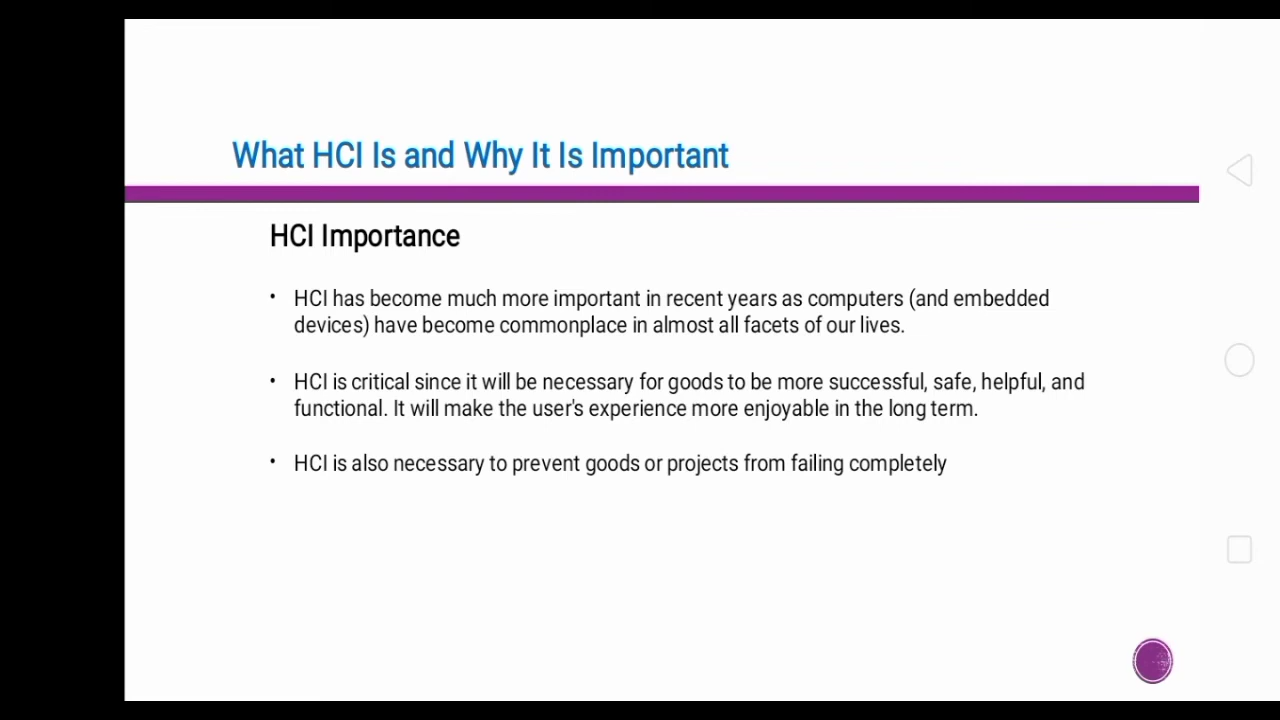 What HCI Is and Why It Is Important
HCI Importance
• HCI has become much more important in recent years as computers (and embedded
devices) have become commonplace in almost all facets of our lives.
• HCI is critical since it will be necessary for goods to be more successful, safe, helpful, and
functional. It will make the user's experience more enjoyable in the long term.
• HCI is also necessary to prevent goods or projects from failing completely